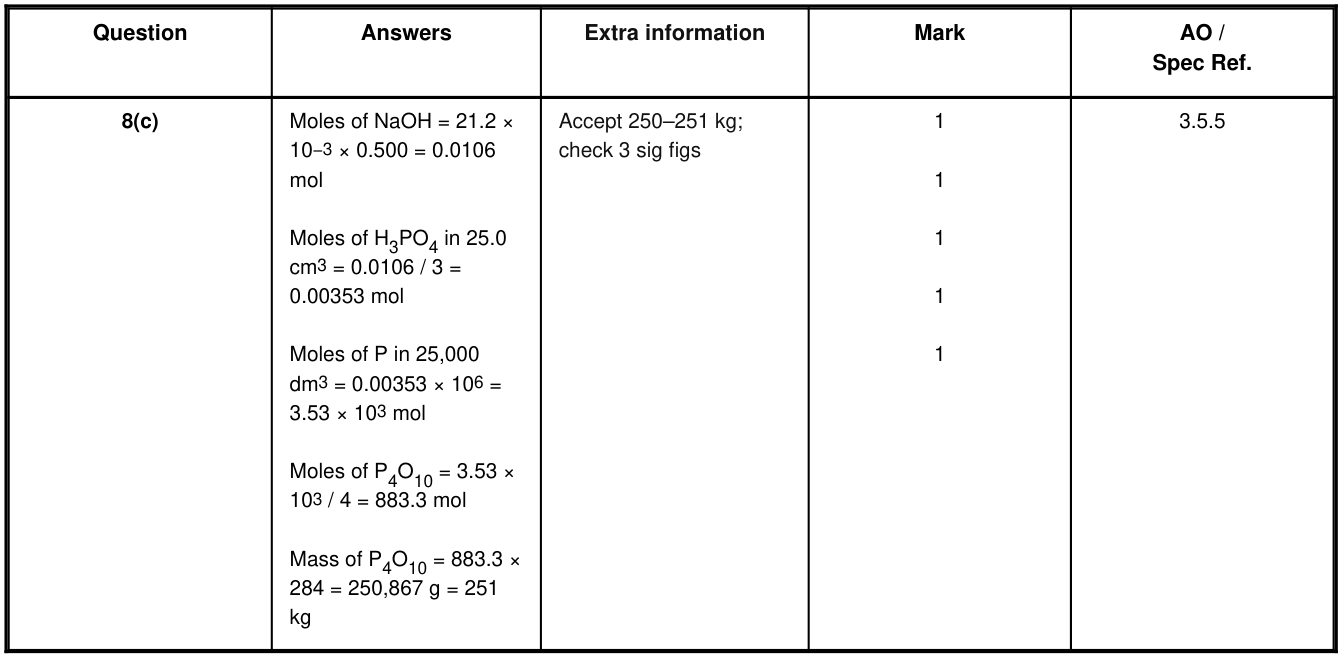 Question Answers Extra information Mark AO /
Spec Ref.
8(c)
Moles of NaOH = 21.2 ×
10⁻³ × 0.500 = 0.0106
mol
Moles of H₃PO₄ in 25.0
cm³ = 0.0106 / 3 =
0.00353 mol
Moles of P in 25,000
dm³ = 0.00353 × 10⁶ =
3.53 × 10³ mol
Moles of P₄O₁₀ = 3.53 ×
10³ / 4 = 883.3 mol
Mass of P₄O₁₀ = 883.3 ×
284 = 250,867 g = 251
kg
Accept 250–251 kg;
check 3 sig figs
1
1
1
1
1
3.5.5